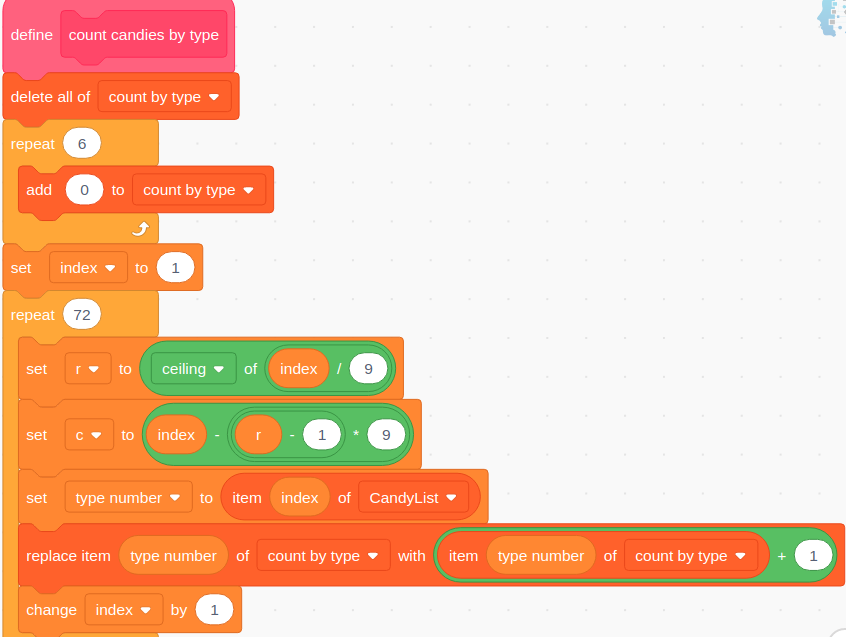 define count candies by type
delete all of count by type
repeat 6
add 0 to count by type
set index to 1
repeat 72
set r to ceiling of index / 9
set c to index - r - 1 * 9
set type number to item index of CandyList
replace item type number of count by type with item type number of count by type + 1
change index by 1